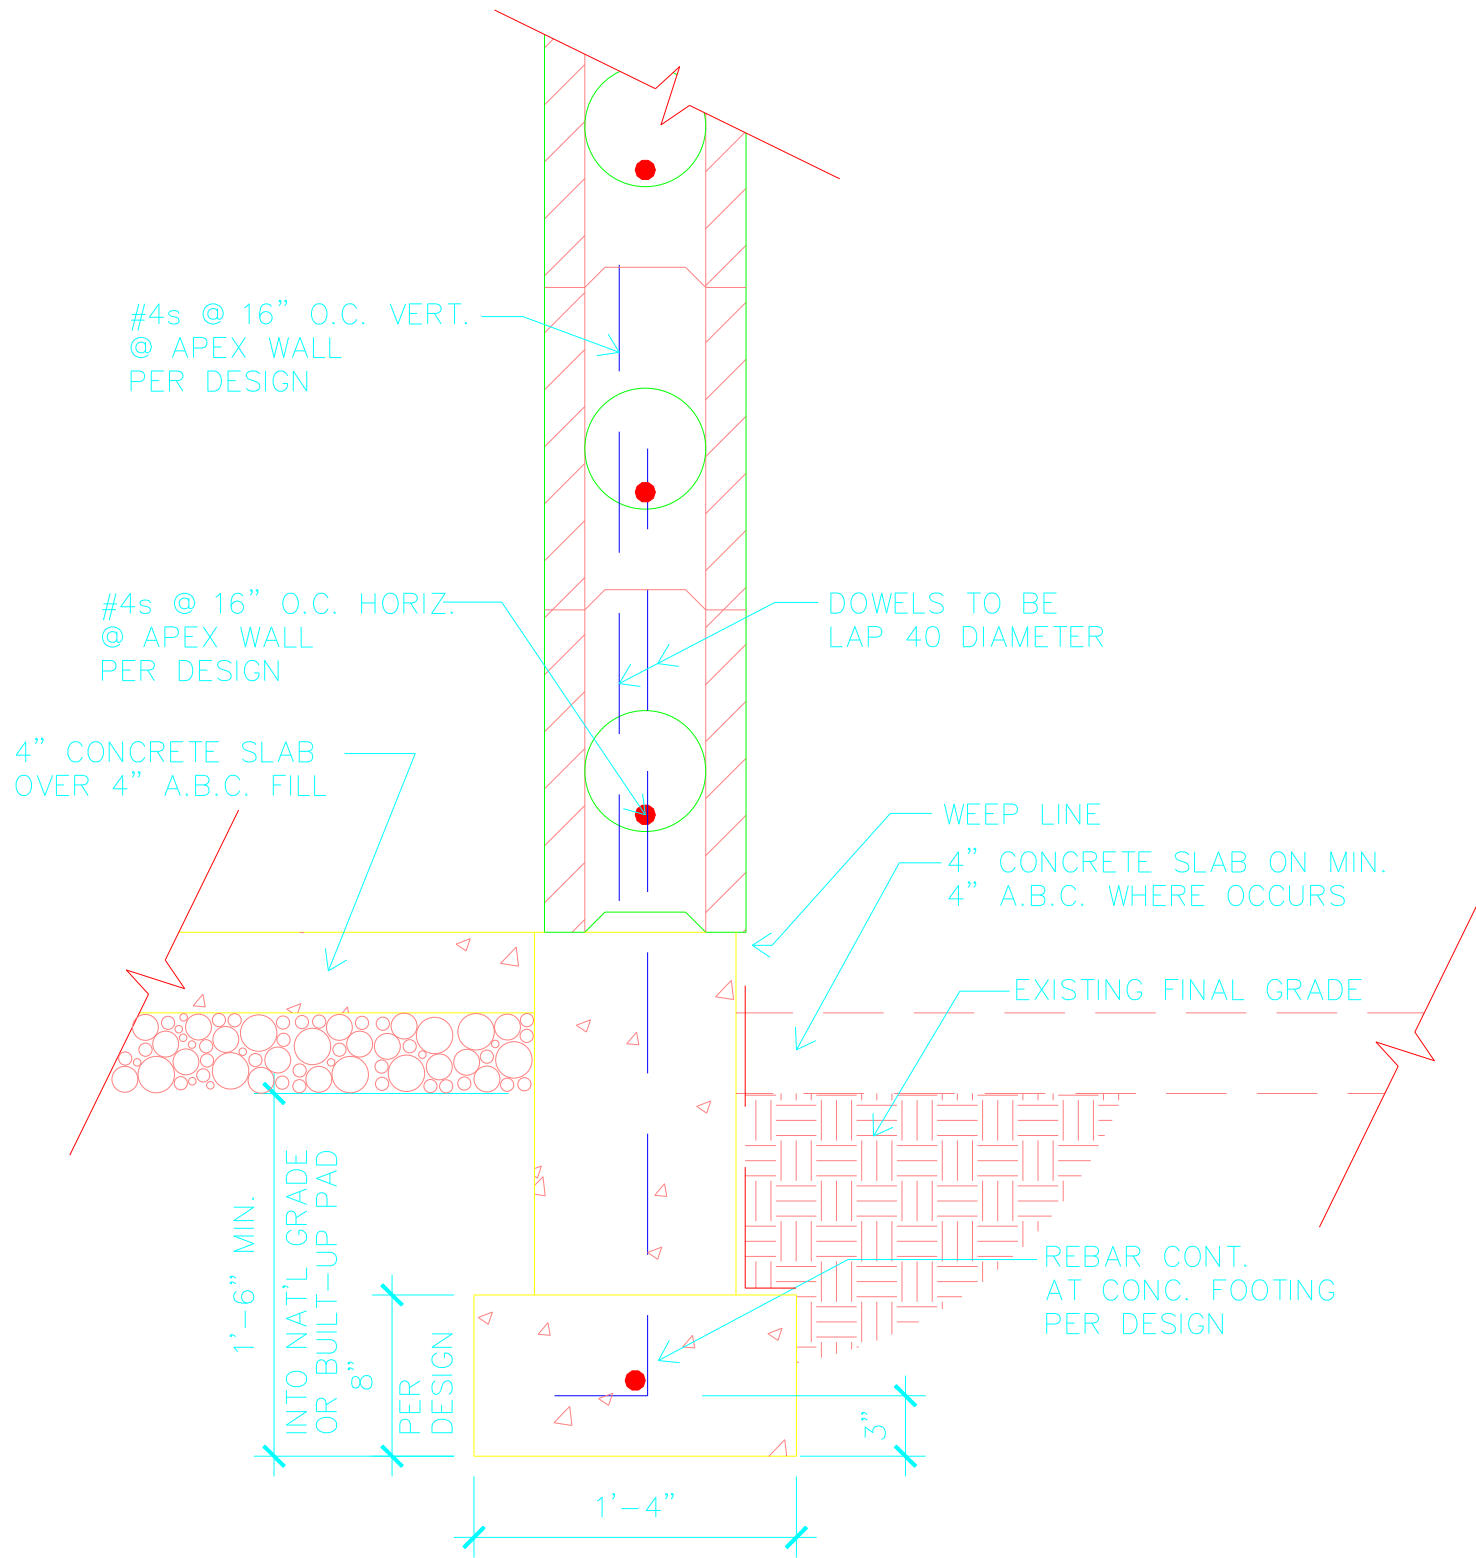 #4s @ 16” O.C. VERT.
@ APEX WALL
PER DESIGN
#4s @ 16” O.C. HORIZ.
@ APEX WALL
PER DESIGN
DOWELS TO BE
LAP 40 DIAMETER
4” CONCRETE SLAB
OVER 4” A.B.C. FILL
WEEP LINE
4” CONCRETE SLAB ON MIN.
4” A.B.C. WHERE OCCURS
EXISTING FINAL GRADE
1’-6” MIN.
INTO NAT’L GRADE
OR BUILT-UP PAD
8”
PER
DESIGN
REBAR CONT.
AT CONC. FOOTING
PER DESIGN
3”
1’-4”